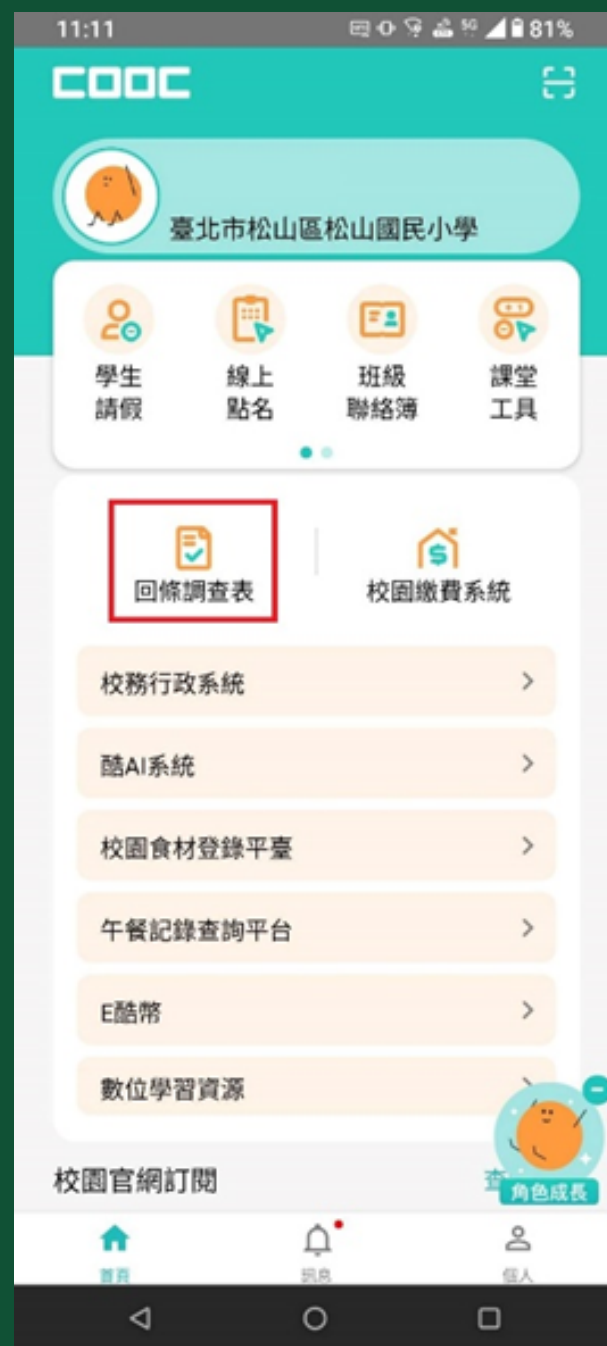 11:11
5G
81%
COOC
臺北市松山區松山國民小學
學生
請假
線上
點名
班級
聯絡簿
課堂
工具
回條調查表
校園繳費系統
校務行政系統
酷AI系統
校園食材登錄平臺
午餐記錄查詢平台
E酷幣
數位學習資源
校園官網訂閱
查
角色成長
首頁
訊息
個人